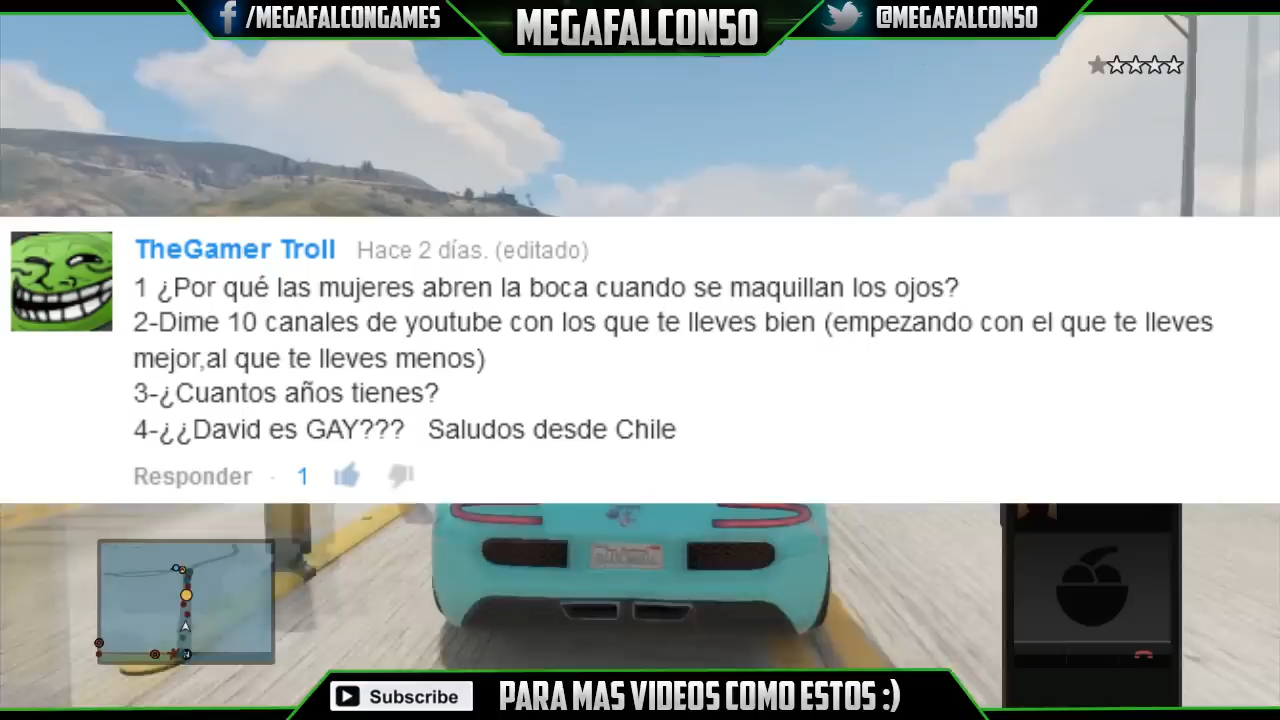 /MEGAFALCONGAMES
MEGAFALCON50
@MEGAFALCON50
TheGamer Troll Hace 2 días. (editado)
1 ¿Por qué las mujeres abren la boca cuando se maquillan los ojos?
2-Dime 10 canales de youtube con los que te lleves bien (empezando con el que te lleves
mejor,al que te lleves menos)
3-¿Cuantos años tienes?
4-¿¿David es GAY??? Saludos desde Chile
Responder · 1
Subscribe
PARA MAS VIDEOS COMO ESTOS :)